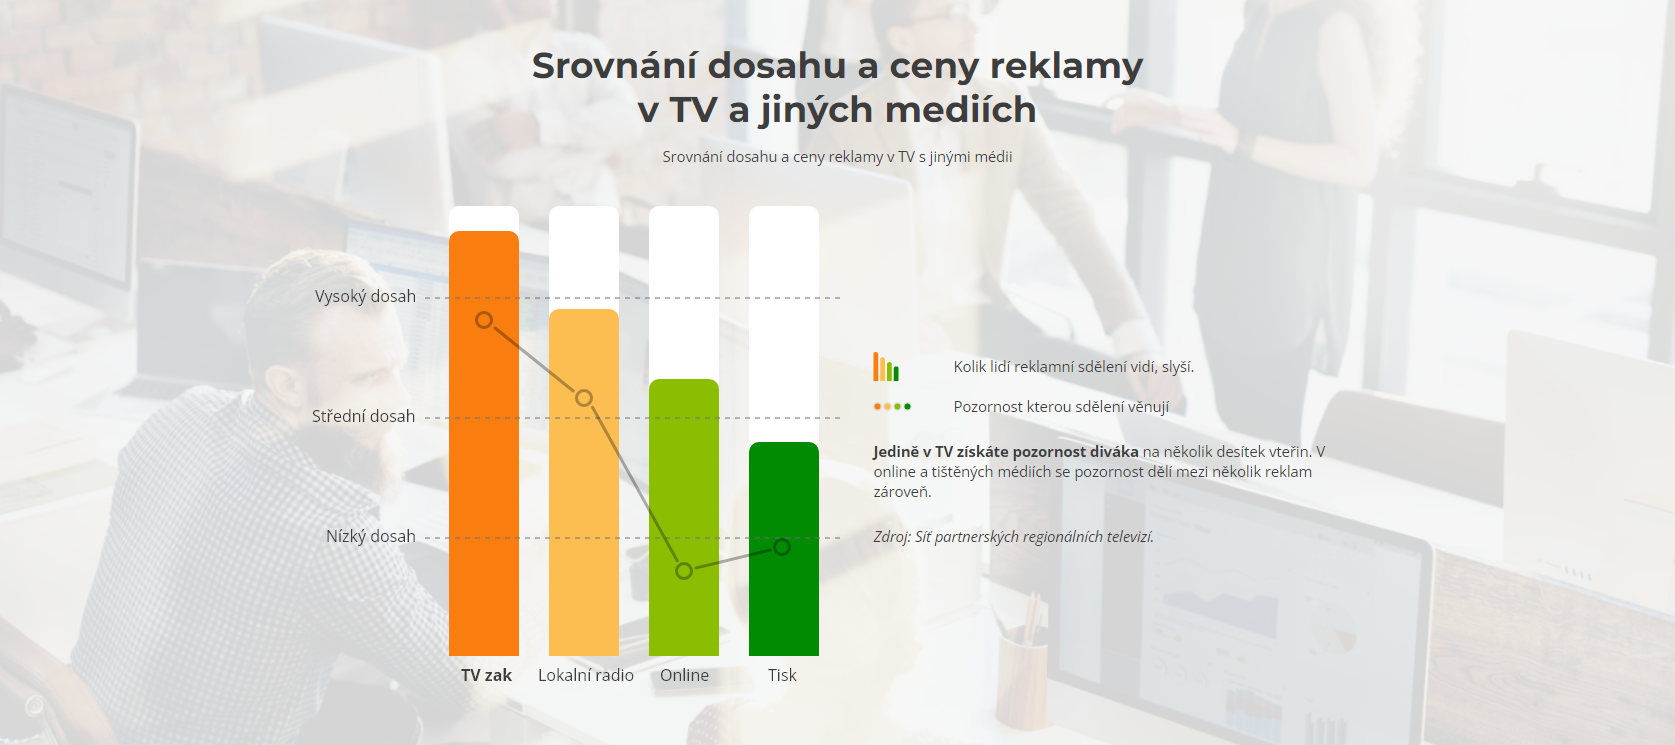 Srovnání dosahu a ceny reklamy
v TV a jiných mediích
Srovnání dosahu a ceny reklamy v TV s jinými médii
Vysoký dosah
Střední dosah
Nízký dosah
TV zak
Lokalní radio
Online
Tisk
Kolik lidí reklamní sdělení vidí, slyší.
Pozornost kterou sdělení věnují
Jedině v TV získáte pozornost diváka na několik desítek vteřin. V
online a tištěných médiích se pozornost dělí mezi několik reklam
zároveň.
Zdroj: Síť partnerských regionálních televizí.